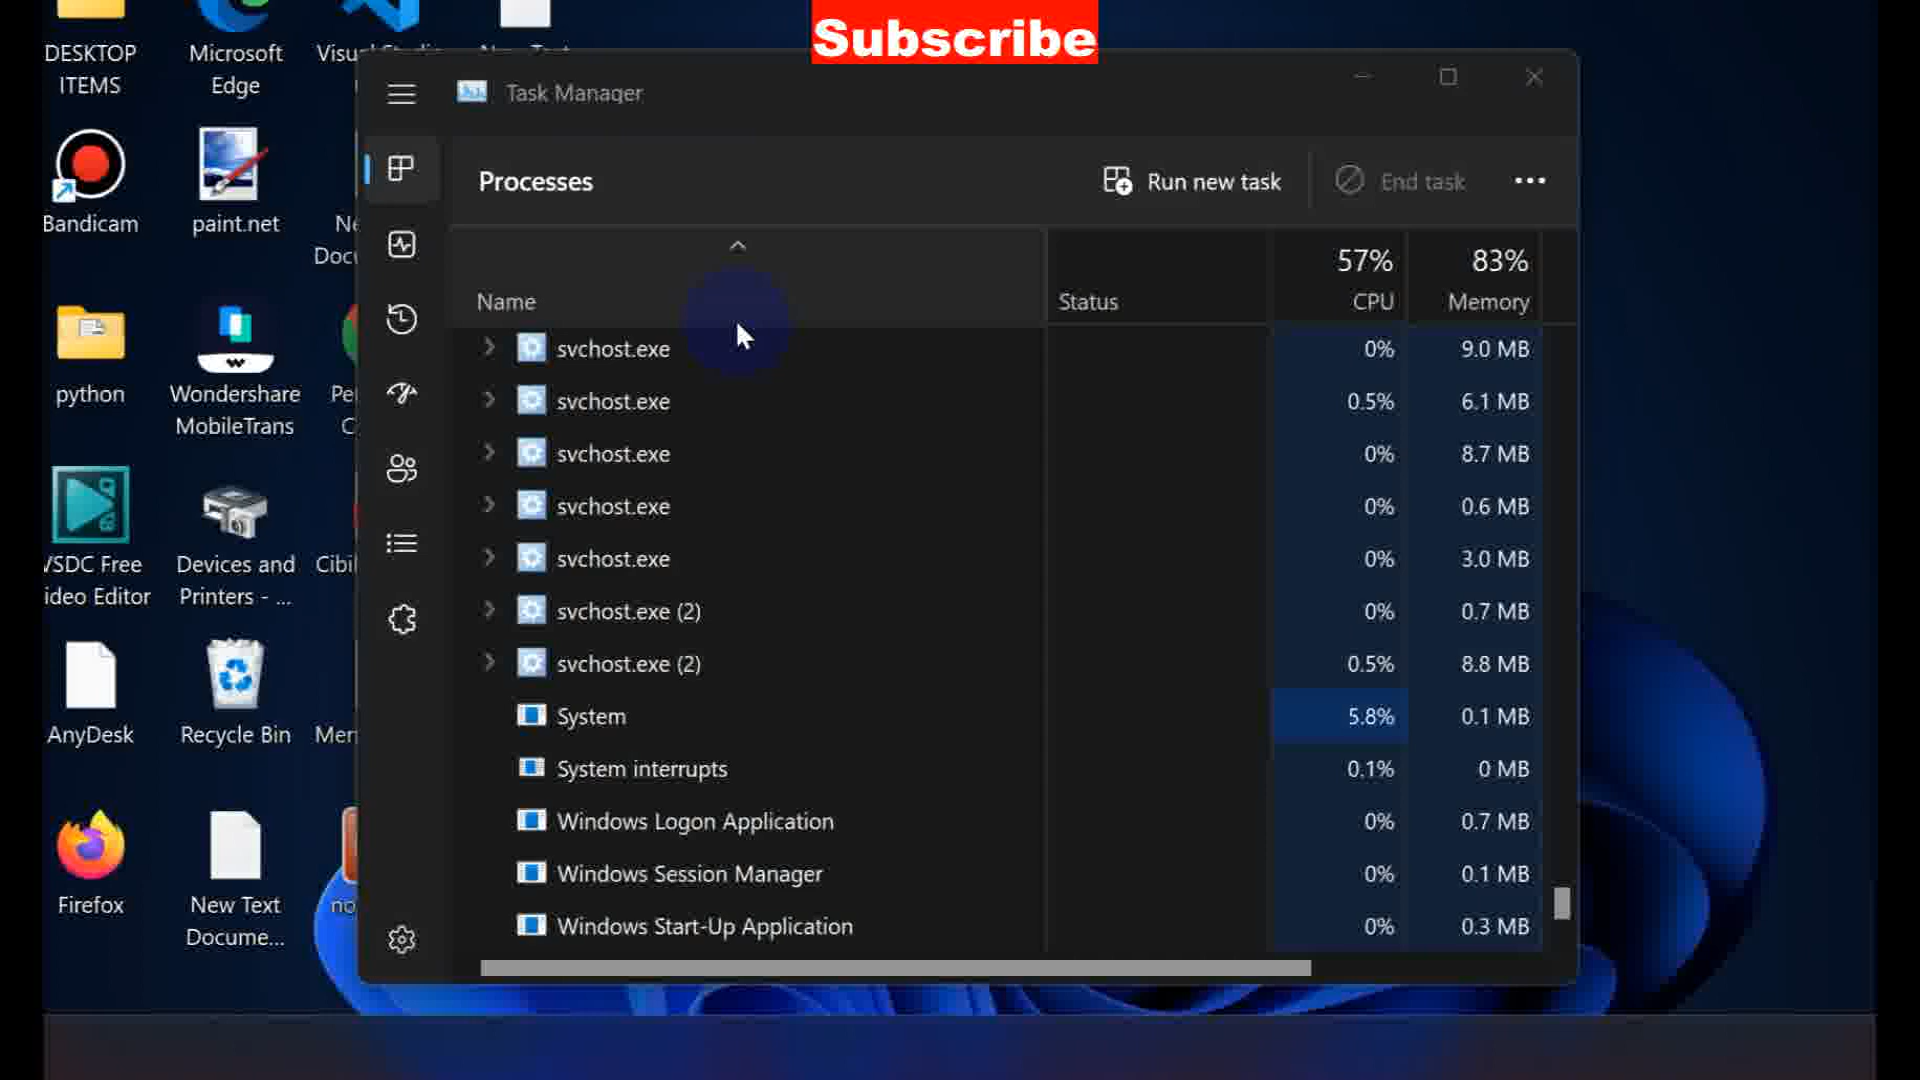 Subscribe
DESKTOP
ITEMS
Microsoft
Edge
Bandicam
paint.net
python
Wondershare
MobileTrans
VSDC Free
ideo Editor
Devices and
Printers - ...
AnyDesk
Recycle Bin
Firefox
New Text
Docume...
Task Manager
Processes
Run new task
End task
57%
83%
Name
Status
CPU
Memory
svchost.exe 0% 9.0 MB
svchost.exe 0.5% 6.1 MB
svchost.exe 0% 8.7 MB
svchost.exe 0% 0.6 MB
svchost.exe 0% 3.0 MB
svchost.exe (2) 0% 0.7 MB
svchost.exe (2) 0.5% 8.8 MB
System 5.8% 0.1 MB
System interrupts 0.1% 0 MB
Windows Logon Application 0% 0.7 MB
Windows Session Manager 0% 0.1 MB
Windows Start-Up Application 0% 0.3 MB